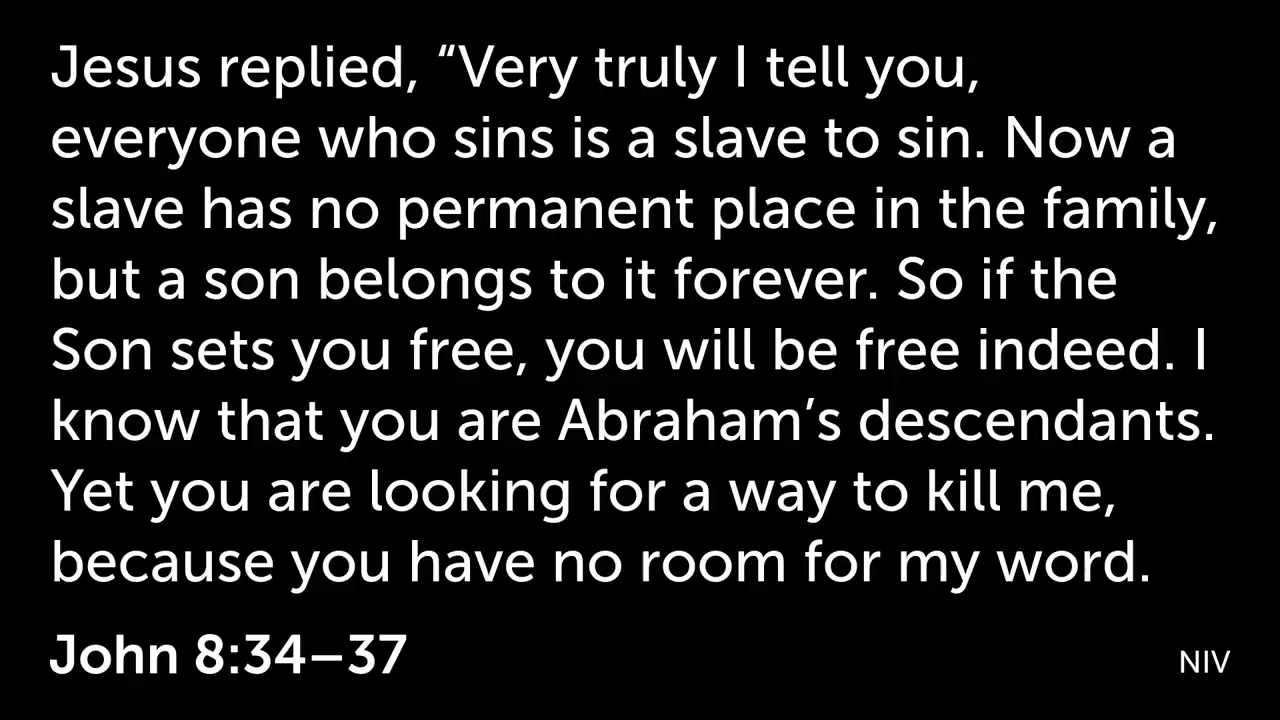 Jesus replied, “Very truly I tell you,
everyone who sins is a slave to sin. Now a
slave has no permanent place in the family,
but a son belongs to it forever. So if the
Son sets you free, you will be free indeed. I
know that you are Abraham’s descendants.
Yet you are looking for a way to kill me,
because you have no room for my word.
John 8:34–37
NIV